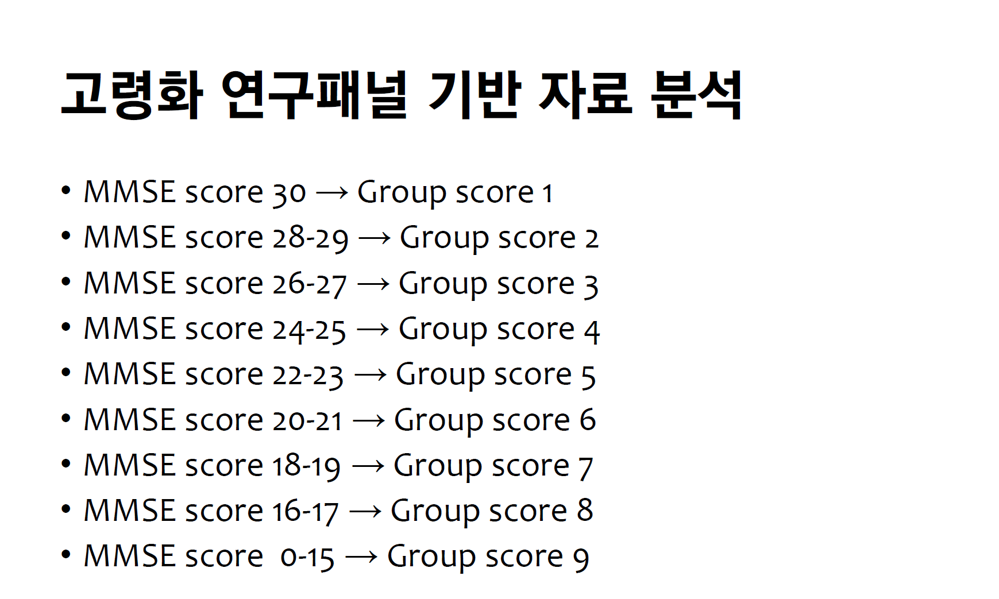 고령화 연구패널 기반 자료 분석
• MMSE score 30 → Group score 1
• MMSE score 28-29 → Group score 2
• MMSE score 26-27 → Group score 3
• MMSE score 24-25 → Group score 4
• MMSE score 22-23 → Group score 5
• MMSE score 20-21 → Group score 6
• MMSE score 18-19 → Group score 7
• MMSE score 16-17 → Group score 8
• MMSE score  0-15 → Group score 9